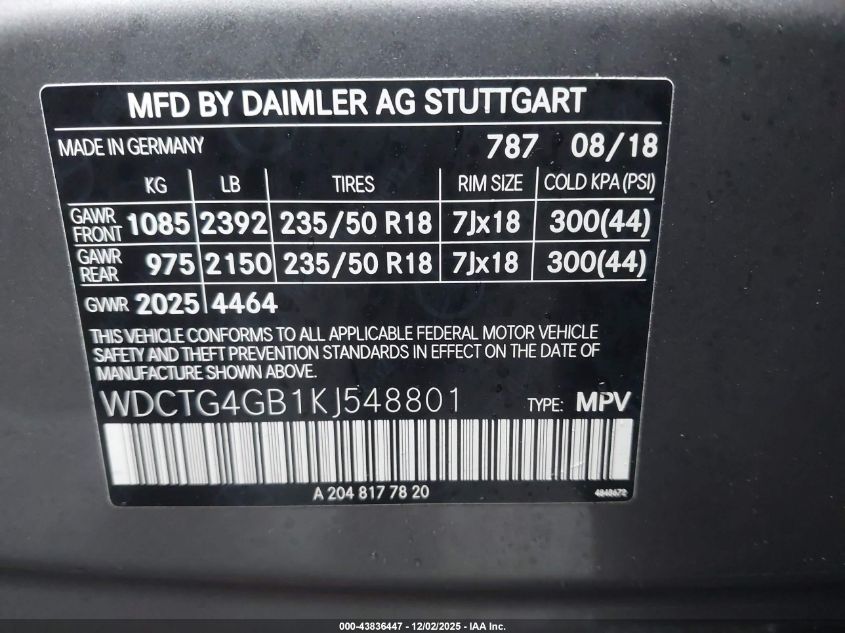 MFD BY DAIMLER AG STUTTGART
MADE IN GERMANY 787 08/18
KG LB TIRES RIM SIZE COLD KPA (PSI)
GAWR FRONT 1085 2392 235/50 R18 7Jx18 300(44)
GAWR REAR 975 2150 235/50 R18 7Jx18 300(44)
GVWR 2025 4464
THIS VEHICLE CONFORMS TO ALL APPLICABLE FEDERAL MOTOR VEHICLE
SAFETY AND THEFT PREVENTION STANDARDS IN EFFECT ON THE DATE OF
MANUFACTURE SHOWN ABOVE.
WDCTG4GB1KJ548801 TYPE: MPV
A 204 817 78 20
000-43836447 - 12/02/2025 - IAA Inc.